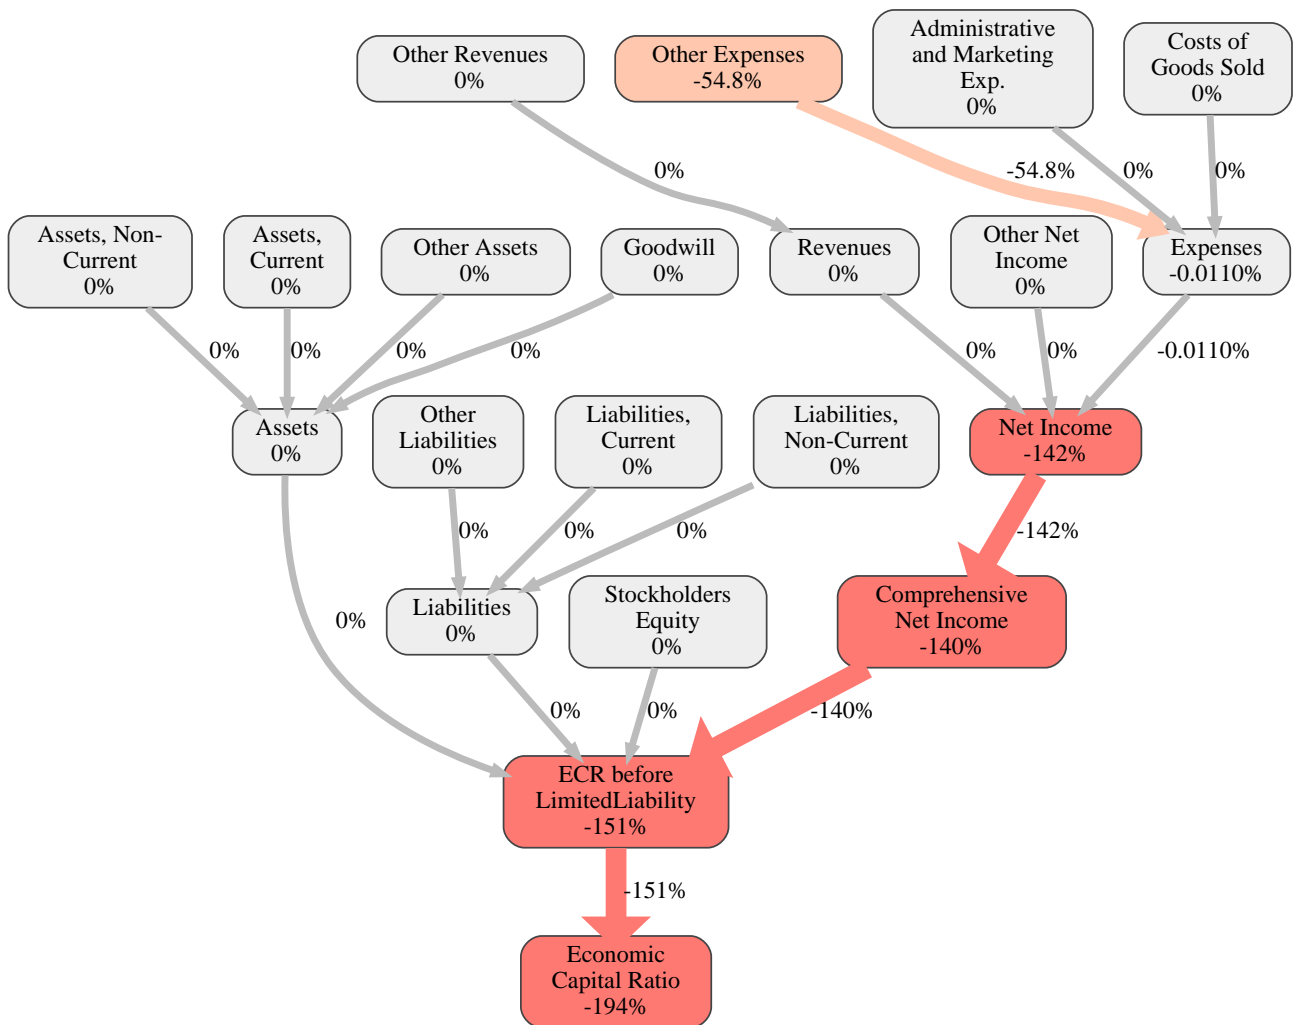 Other Revenues
0%
Other Expenses
-54.8%
Administrative
and Marketing
Exp.
0%
Costs of
Goods Sold
0%
0%
-54.8%
0%
0%
Assets, Non-
Current
0%
Assets,
Current
0%
Other Assets
0%
Goodwill
0%
Revenues
0%
Other Net
Income
0%
Expenses
-0.0110%
0%
0%
0%
0%
0%
0%
-0.0110%
Assets
0%
Other
Liabilities
0%
Liabilities,
Current
0%
Liabilities,
Non-Current
0%
Net Income
-142%
0%
0%
0%
-142%
Liabilities
0%
Stockholders
Equity
0%
Comprehensive
Net Income
-140%
0%
0%
0%
-140%
ECR before
LimitedLiability
-151%
-151%
Economic
Capital Ratio
-194%